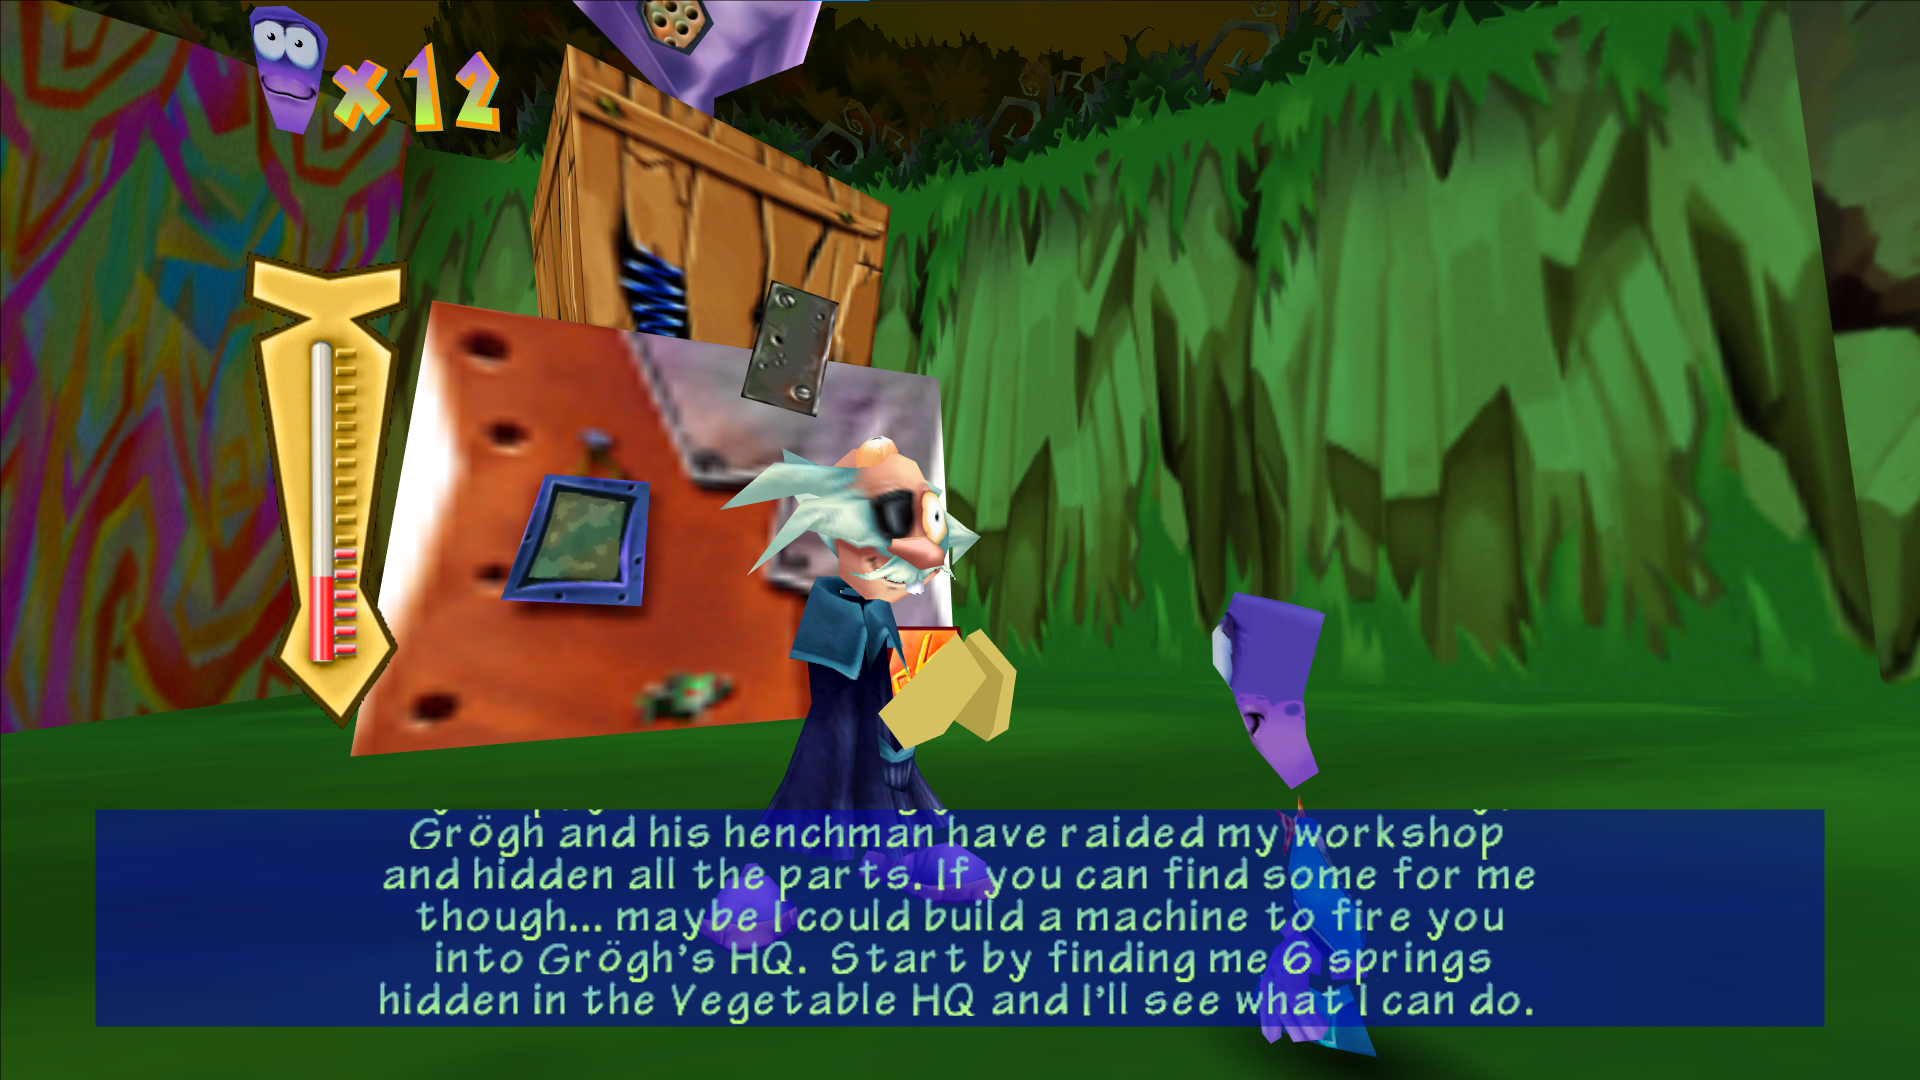 x12
Grögh and his henchman have raided my workshop
and hidden all the parts. If you can find some for me
though... maybe I could build a machine to fire you
into Grögh's HQ. Start by finding me 6 springs
hidden in the Vegetable HQ and I'll see what I can do.